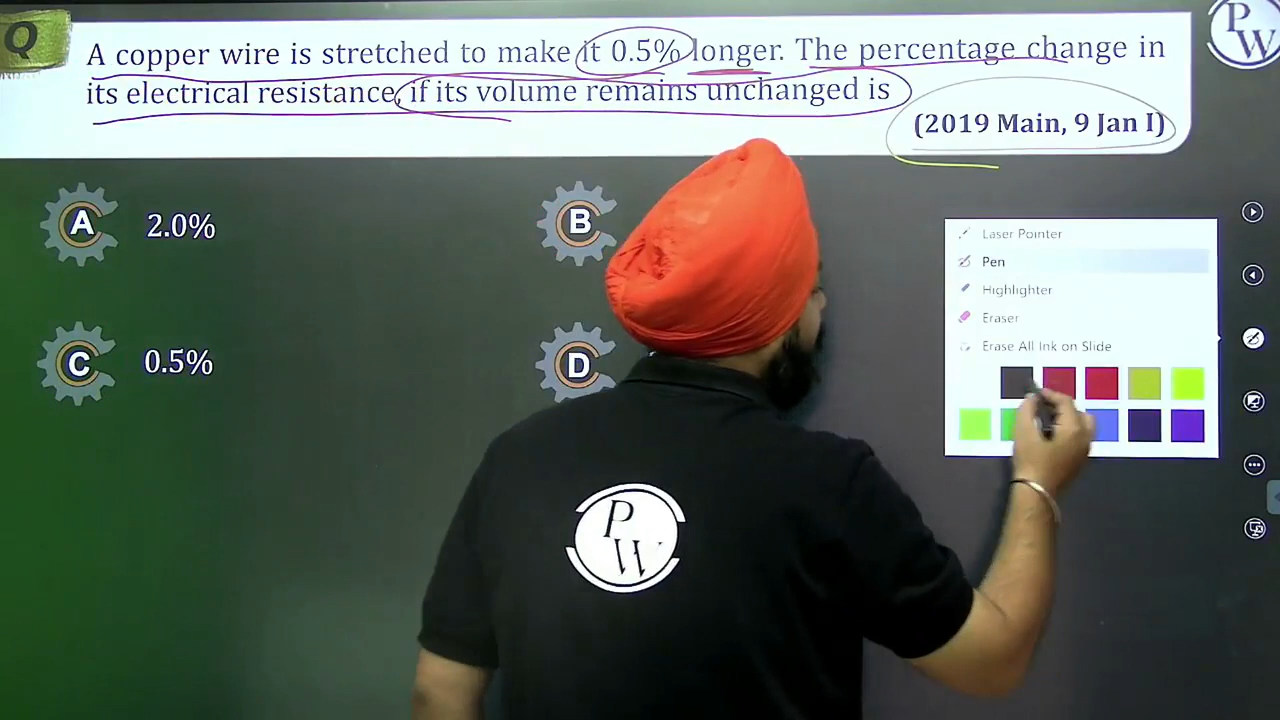 Q
A copper wire is stretched to make it 0.5% longer. The percentage change in
its electrical resistance, if its volume remains unchanged is
(2019 Main, 9 Jan I)
PW
A 2.0%
B
C 0.5%
D
Laser Pointer
Pen
Highlighter
Eraser
Erase All Ink on Slide
PW